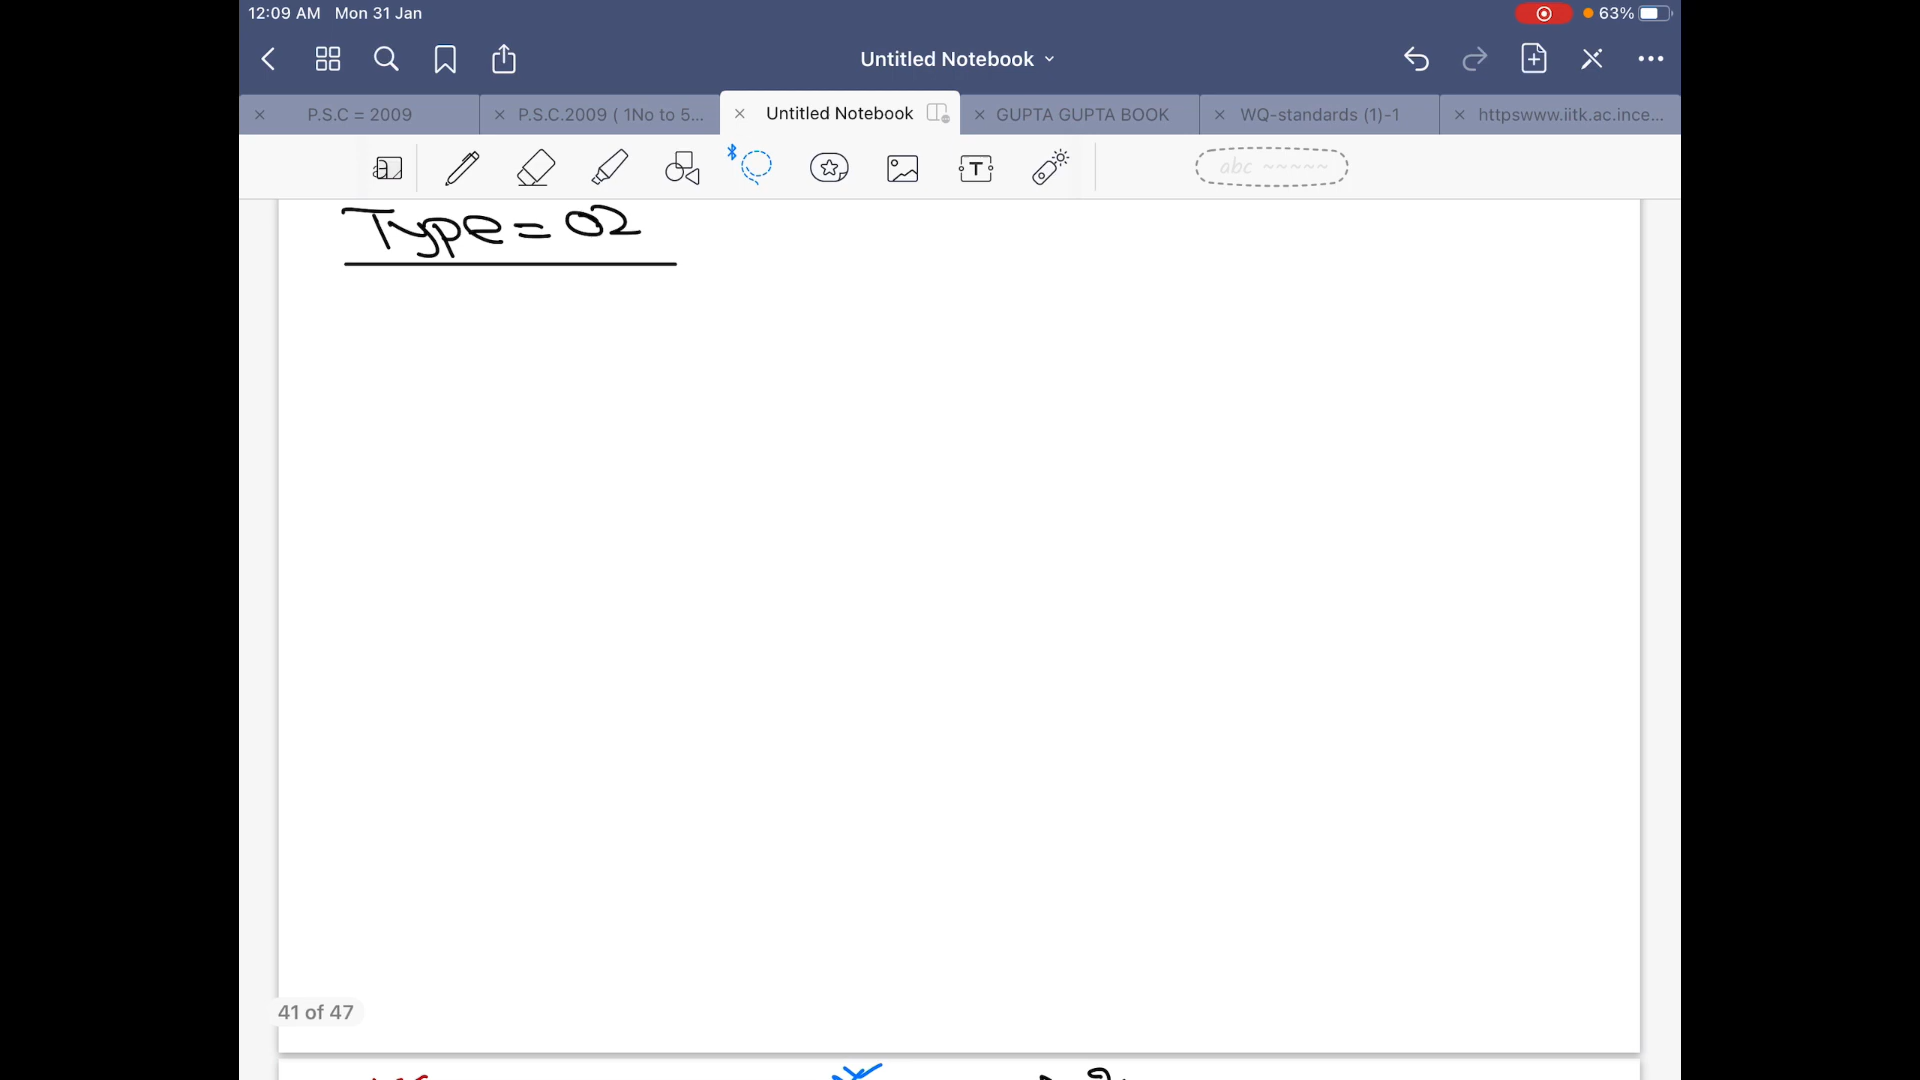 12:09 AM Mon 31 Jan 63%
Untitled Notebook
P.S.C = 2009 P.S.C.2009 ( 1No to 5... Untitled Notebook GUPTA GUPTA BOOK WQ-standards (1)-1 httpswww.iitk.ac.ince...
a T abc
Type = 02
41 of 47